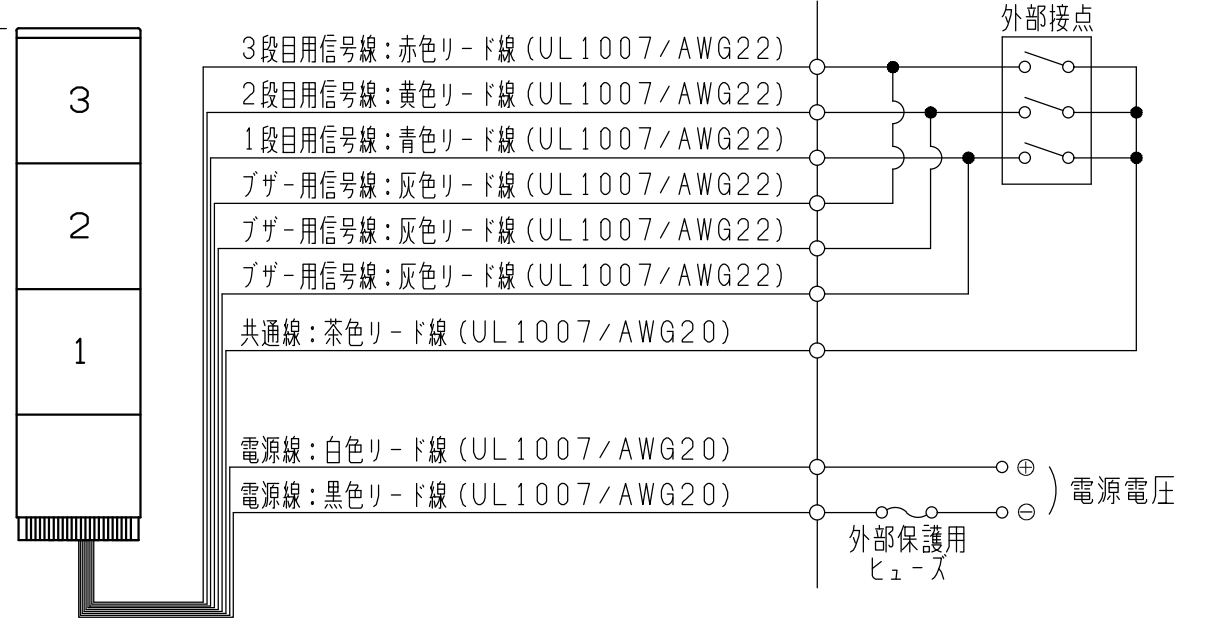 外部接点
3段目用信号線：赤色リード線（UL1007/AWG22）
2段目用信号線：黄色リード線（UL1007/AWG22）
1段目用信号線：青色リード線（UL1007/AWG22）
ブザー用信号線：灰色リード線（UL1007/AWG22）
ブザー用信号線：灰色リード線（UL1007/AWG22）
ブザー用信号線：灰色リード線（UL1007/AWG22）
共通線：茶色リード線（UL1007/AWG20）
電源線：白色リード線（UL1007/AWG20）
電源線：黒色リード線（UL1007/AWG20）
3
2
1
⊕
⊖
電源電圧
外部保護用
ヒューズ